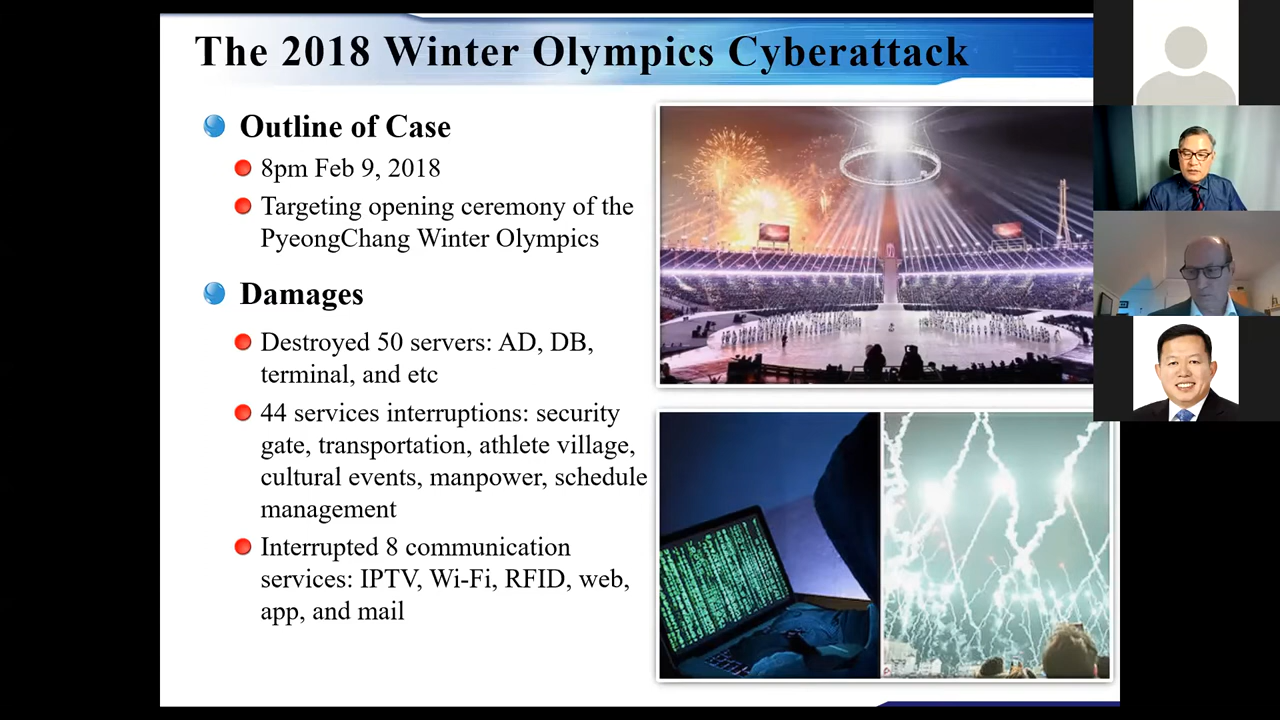 The 2018 Winter Olympics Cyberattack
Outline of Case
8pm Feb 9, 2018
Targeting opening ceremony of the
PyeongChang Winter Olympics
Damages
Destroyed 50 servers: AD, DB,
terminal, and etc
44 services interruptions: security
gate, transportation, athlete village,
cultural events, manpower, schedule
management
Interrupted 8 communication
services: IPTV, Wi-Fi, RFID, web,
app, and mail